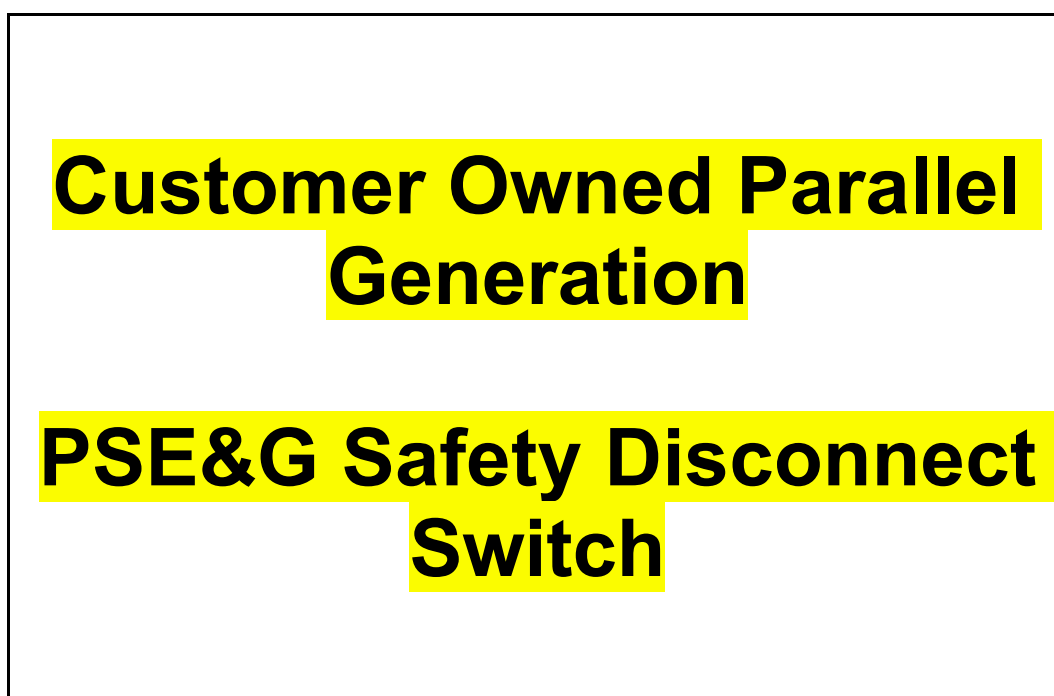 Customer Owned Parallel
Generation
PSE&G Safety Disconnect
Switch